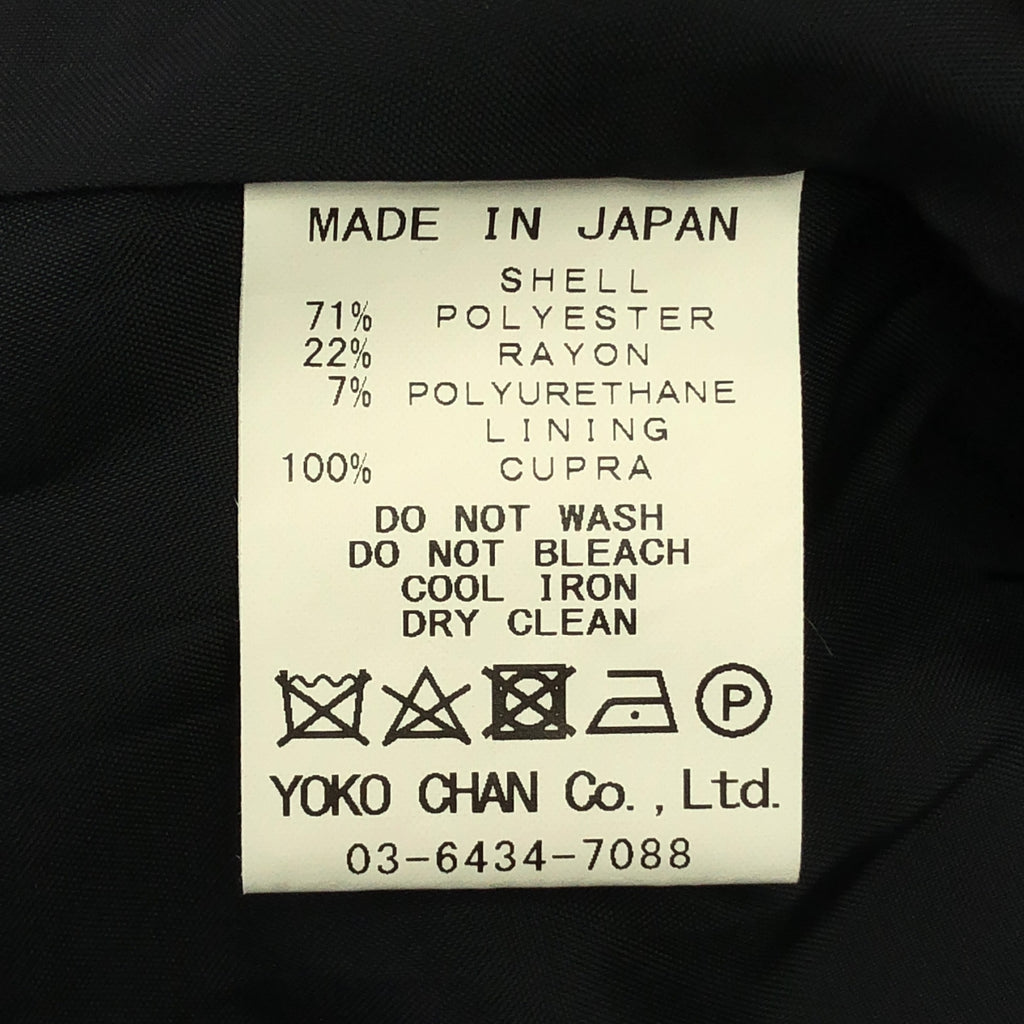 MADE IN JAPAN
SHELL
71% POLYESTER
22% RAYON
7% POLYURETHANE
LINING
100% CUPRA
DO NOT WASH
DO NOT BLEACH
COOL IRON
DRY CLEAN
P
YOKO CHAN Co., Ltd.
03-6434-7088